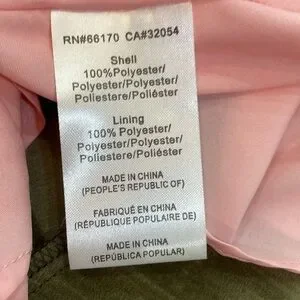 RN#66170 CA#32054
Shell
100%Polyester/
Polyester/Polyester/
Poliestere/Poliéster
Lining
100% Polyester/
Polyester/Polyester/
Poliestere/Poliéster
MADE IN CHINA
(PEOPLE'S REPUBLIC OF)
FABRIQUÉ EN CHINA
(RÉPUBLIQUE POPULAIRE DE)
MADE IN CHINA
(REPÚBLICA POPULAR)